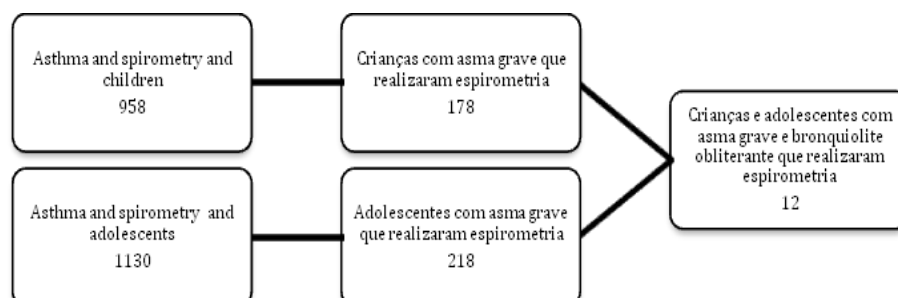 Asthma and spirometry and
children
958
Crianças com asma grave que
realizaram espirometria
178
Asthma and spirometry and
adolescents
1130
Adolescentes com asma grave
que realizaram espirometria
218
Crianças e adolescentes com
asma grave e bronquiolite
obliterante que realizaram
espirometria
12